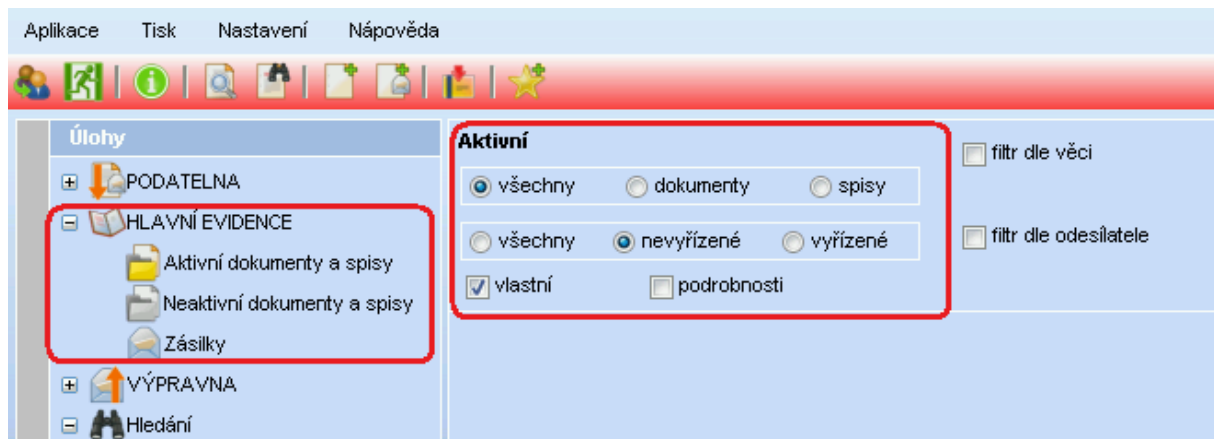 Aplikace Tisk Nastavení Nápověda
Úlohy
PODATELNA
HLAVNÍ EVIDENCE
Aktivní dokumenty a spisy
Neaktivní dokumenty a spisy
Zásilky
VÝPRAVNA
Hledání
Aktivní
všechny dokumenty spisy
všechny nevyřízené vyřízené
vlastní podrobnosti
filtr dle věci
filtr dle odesílatele